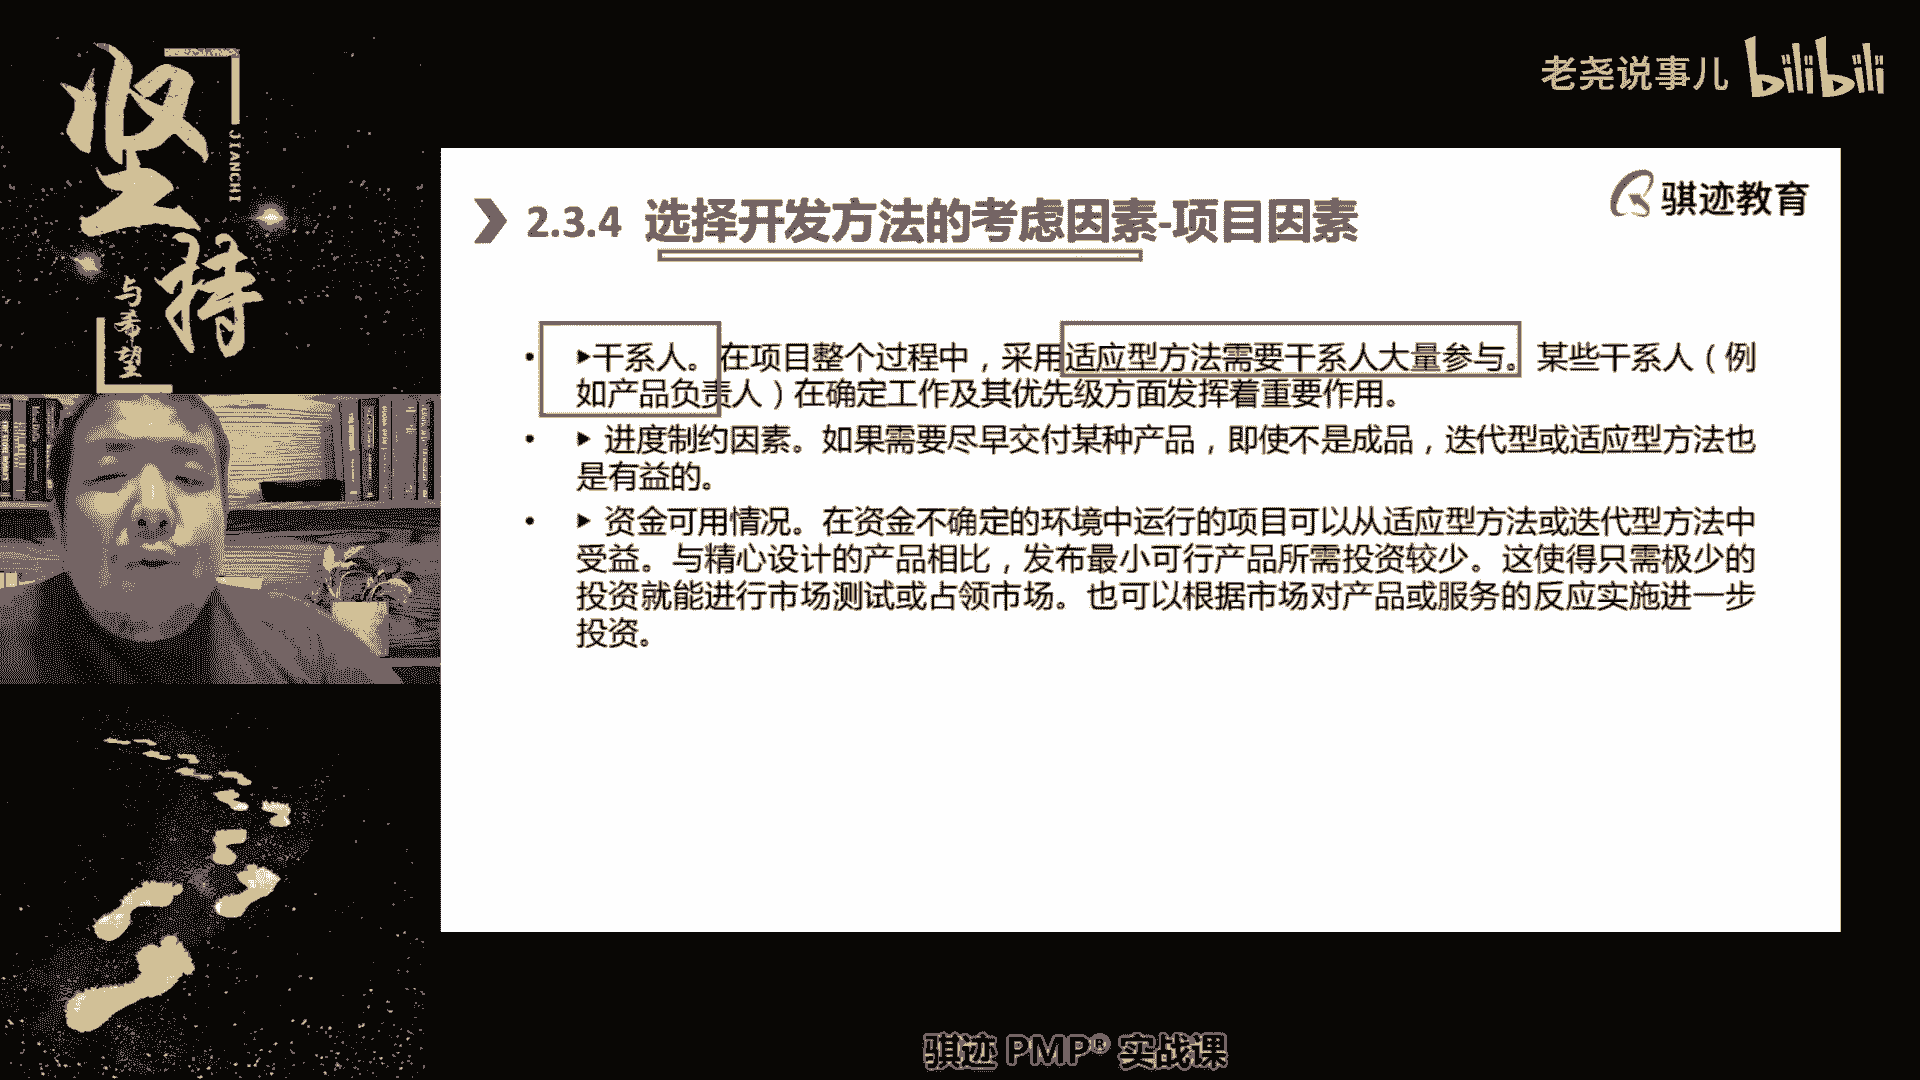 坚持
JIANCHI
与希望
老尧说事儿 bilibili
骐迹教育
2.3.4 选择开发方法的考虑因素-项目因素
• ▶干系人。在项目整个过程中，采用适应型方法需要干系人大量参与。某些干系人（例
如产品负责人）在确定工作及其优先级方面发挥着重要作用。
• ▶ 进度制约因素。如果需要尽早交付某种产品，即使不是成品，迭代型或适应型方法也
是有益的。
• ▶ 资金可用情况。在资金不确定的环境中运行的项目可以从适应型方法或迭代型方法中
受益。与精心设计的产品相比，发布最小可行产品所需投资较少。这使得只需极少的
投资就能进行市场测试或占领市场。也可以根据市场对产品或服务的反应实施进一步
投资。
骐迹 PMP® 实战课